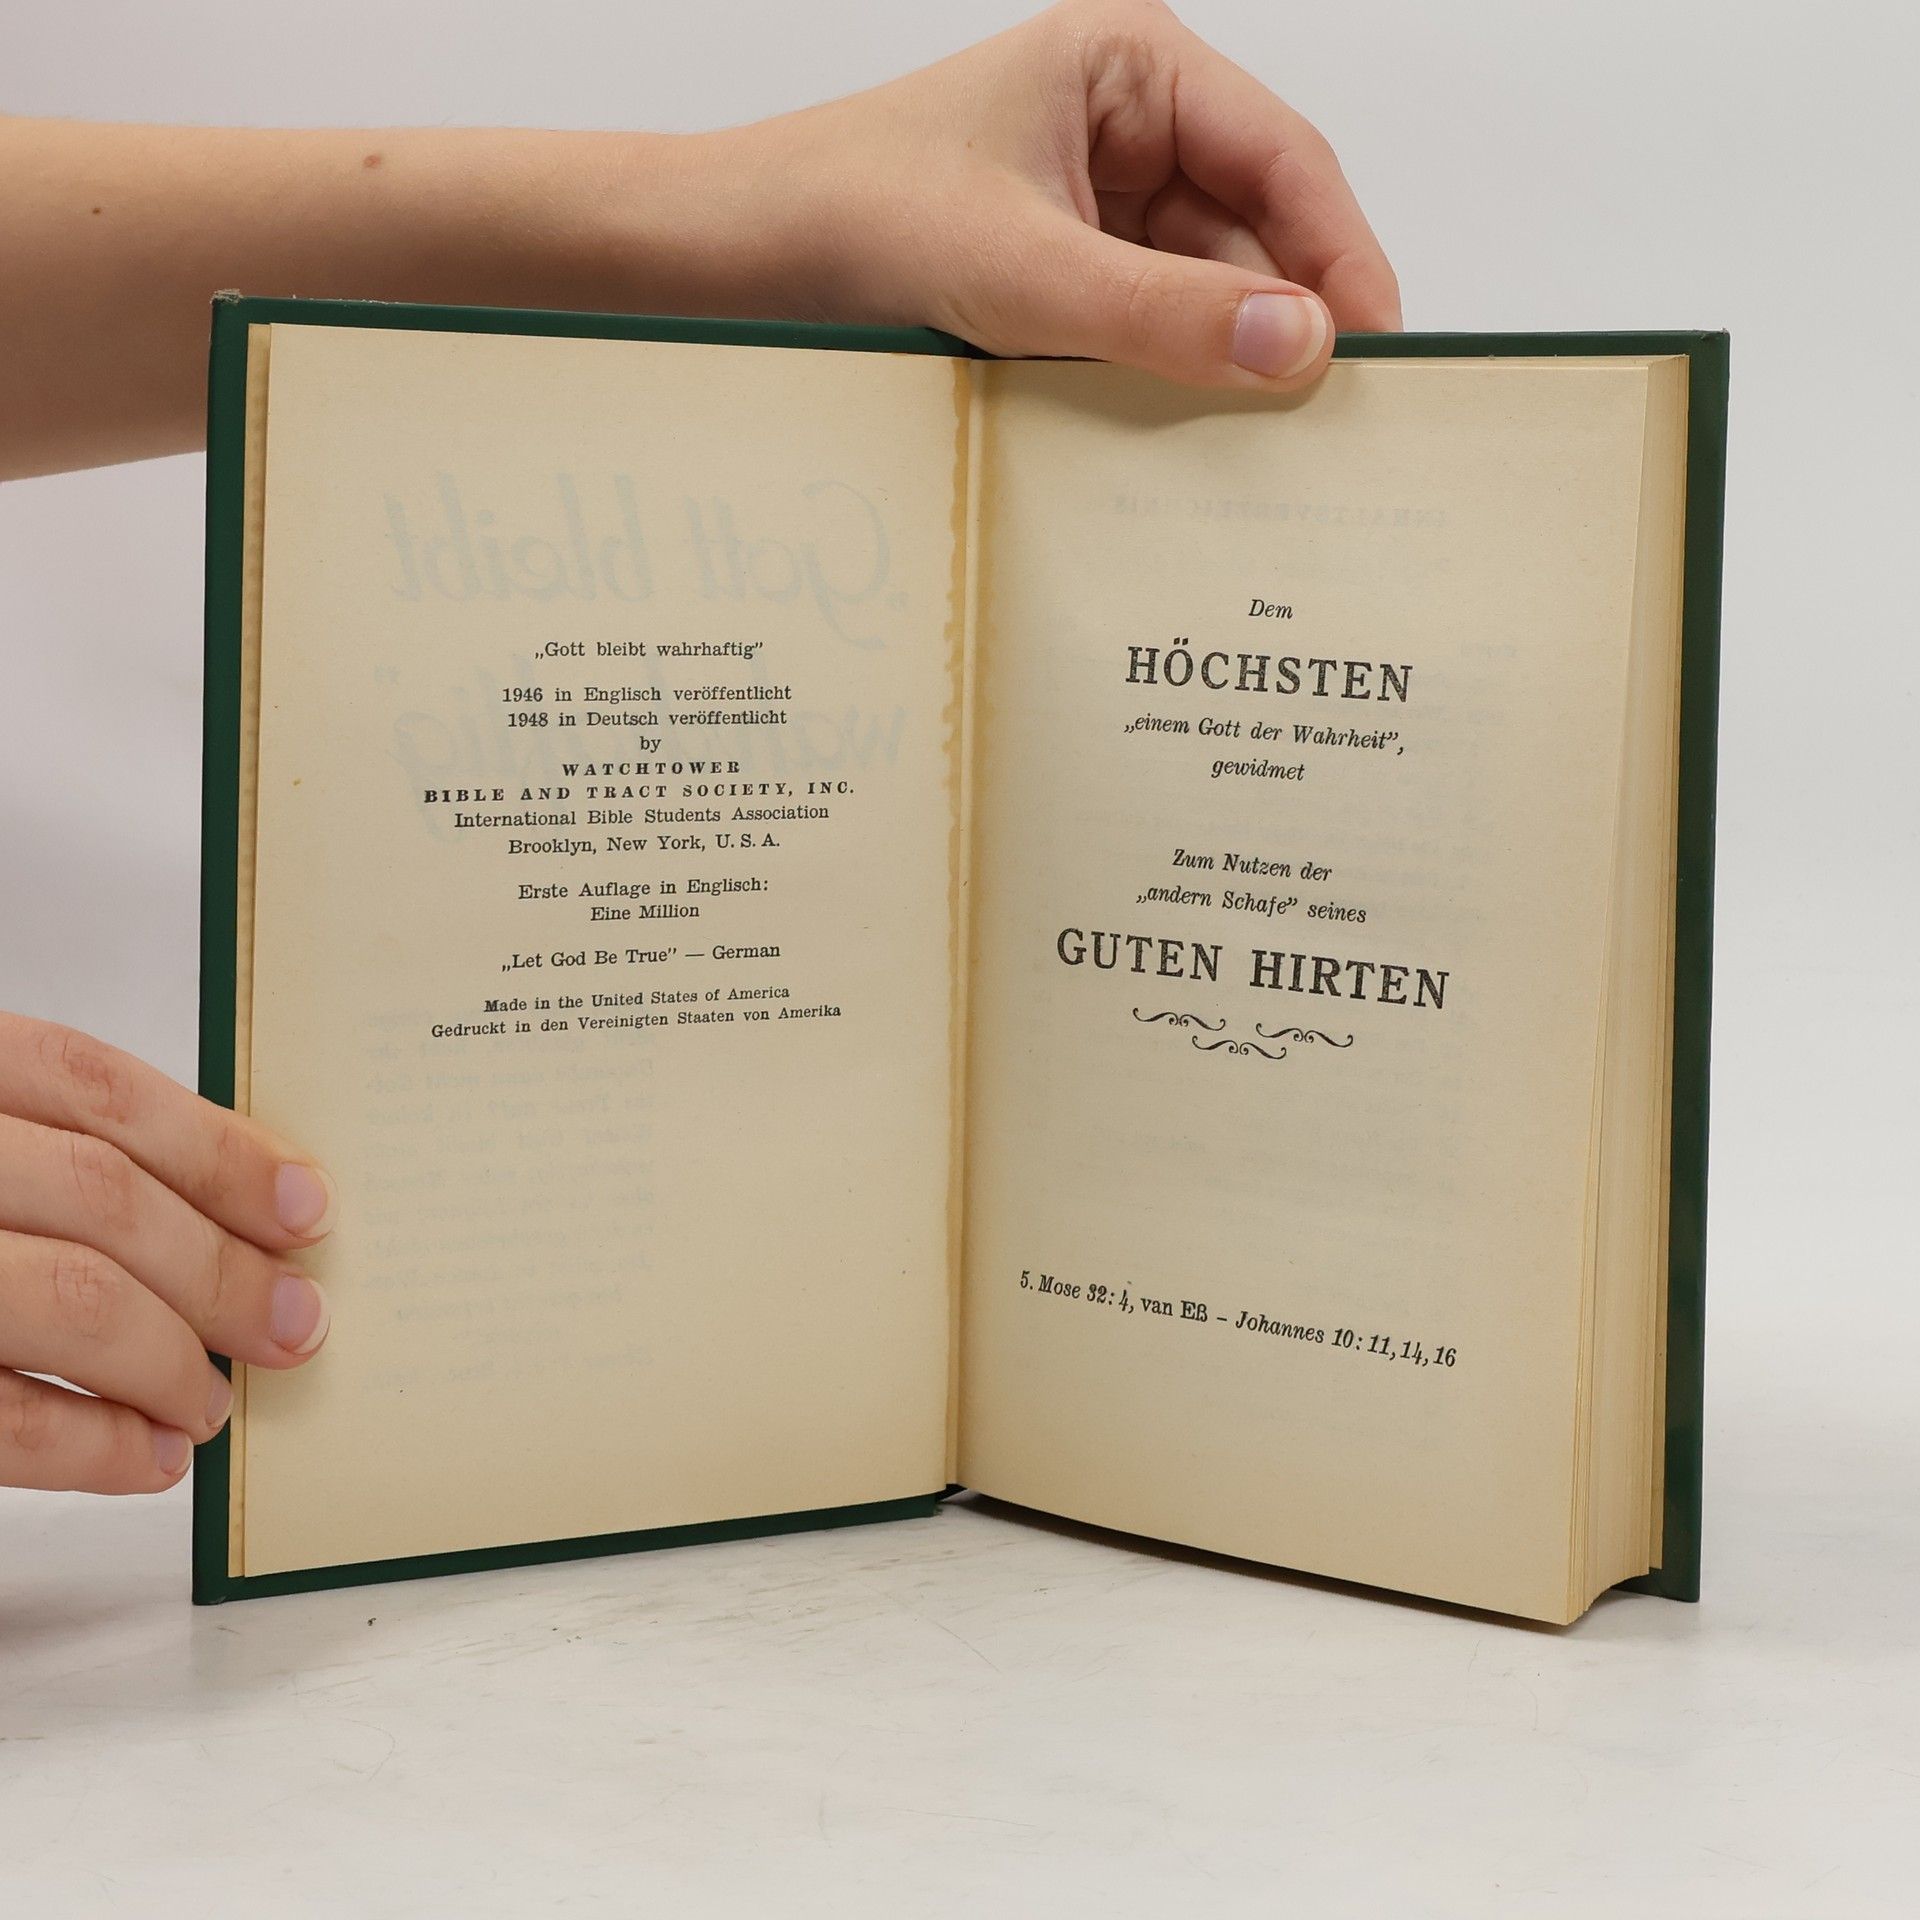 „Gott bleibt wahrhaftig”
1946 in Englisch veröffentlicht
1948 in Deutsch veröffentlicht
by
WATCHTOWER
BIBLE AND TRACT SOCIETY, INC.
International Bible Students Association
Brooklyn, New York, U. S. A.
Erste Auflage in Englisch:
Eine Million
„Let God Be True” — German
Made in the United States of America
Gedruckt in den Vereinigten Staaten von Amerika
Dem
HÖCHSTEN
„einem Gott der Wahrheit”,
gewidmet
Zum Nutzen der
„andern Schafe” seines
GUTEN HIRTEN
5. Mose 32:4, van Eß – Johannes 10:11,14,16